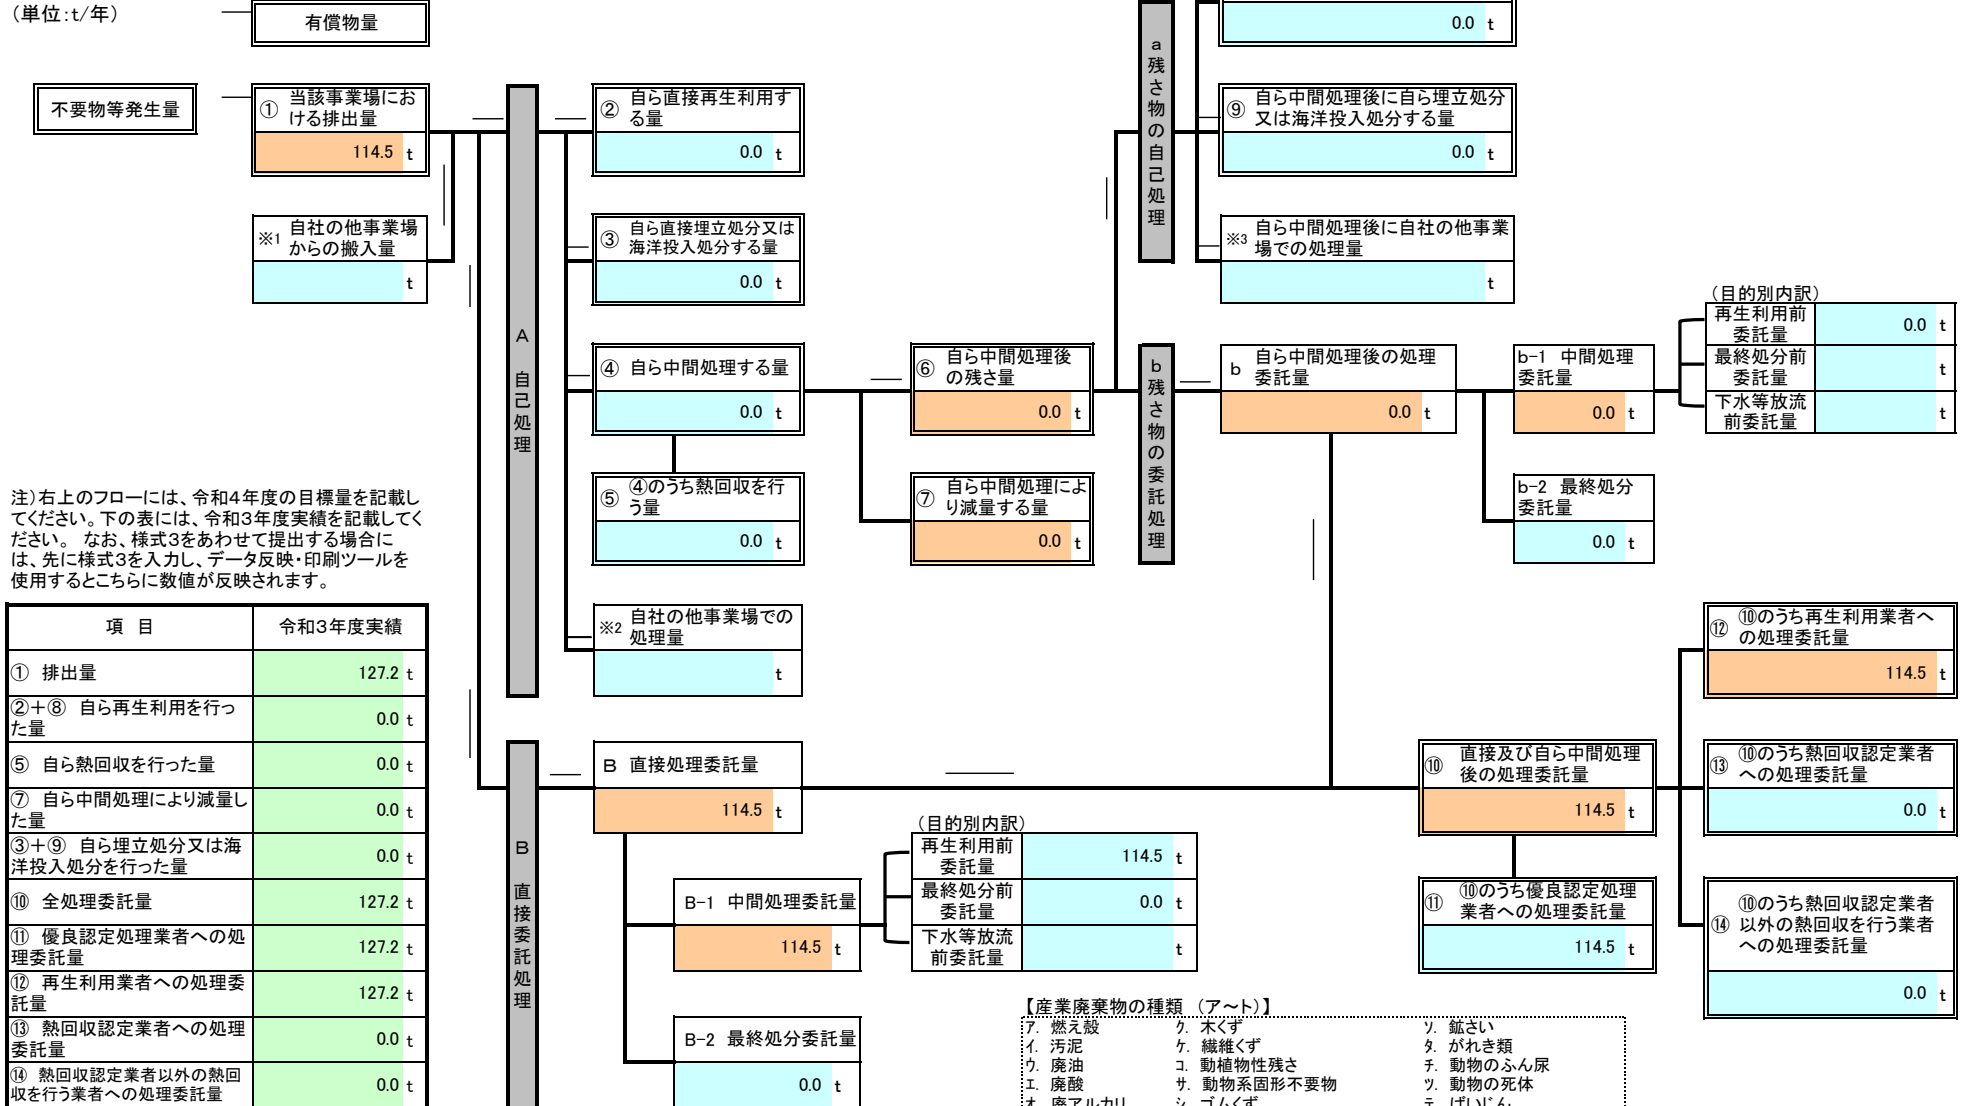 （単位:t/年）
有償物量
0.0 t
不要物等発生量
① 当該事業場にお
ける排出量
114.5 t
※1 自社の他事業場
からの搬入量
t
A 自己処理
② 自ら直接再生利用す
る量
0.0 t
③ 自ら直接埋立処分又は
海洋投入処分する量
0.0 t
④ 自ら中間処理する量
0.0 t
⑤ ④のうち熱回収を行
う量
0.0 t
※2 自社の他事業場での
処理量
t
⑥ 自ら中間処理後
の残さ量
0.0 t
⑦ 自ら中間処理によ
り減量する量
0.0 t
a残さ物の自己処理
⑨ 自ら中間処理後に自ら埋立処分
又は海洋投入処分する量
0.0 t
※3 自ら中間処理後に自社の他事業
場での処理量
t
b残さ物の委託処理
b 自ら中間処理後の処理
委託量
0.0 t
b-1 中間処理
委託量
0.0 t
b-2 最終処分
委託量
0.0 t
（目的別内訳）
再生利用前
委託量
0.0 t
最終処分前
委託量
t
下水等放流
前委託量
t
注）右上のフローには、令和４年度の目標量を記載し
てください。下の表には、令和３年度実績を記載してく
ださい。 なお、様式３をあわせて提出する場合に
は、先に様式３を入力し、データ反映・印刷ツールを
使用するとこちらに数値が反映されます。
項 目 令和３年度実績
① 排出量 127.2 t
②＋⑧ 自ら再生利用を行っ
た量 0.0 t
⑤ 自ら熱回収を行った量 0.0 t
⑦ 自ら中間処理により減量し
た量 0.0 t
③＋⑨ 自ら埋立処分又は海
洋投入処分を行った量 0.0 t
⑩ 全処理委託量 127.2 t
⑪ 優良認定処理業者への処
理委託量 127.2 t
⑫ 再生利用業者への処理委
託量 127.2 t
⑬ 熱回収認定業者への処理
委託量 0.0 t
⑭ 熱回収認定業者以外の熱回
収を行う業者への処理委託量 0.0 t
B 直接委託処理
B 直接処理委託量
114.5 t
B-1 中間処理委託量
114.5 t
B-2 最終処分委託量
0.0 t
（目的別内訳）
再生利用前
委託量
114.5 t
最終処分前
委託量
0.0 t
下水等放流
前委託量
t
⑩ 直接及び自ら中間処理
後の処理委託量
114.5 t
⑪ ⑩のうち優良認定処理
業者への処理委託量
114.5 t
⑫ ⑩のうち再生利用業者へ
の処理委託量
114.5 t
⑬ ⑩のうち熱回収認定業者
への処理委託量
0.0 t
⑭ ⑩のうち熱回収認定業者
以外の熱回収を行う業者
への処理委託量
0.0 t
【産業廃棄物の種類 （ア～ト）】
ア. 燃え殻 ク. 木くず ソ. 鉱さい
イ. 汚泥 ケ. 繊維くず タ. がれき類
ウ. 廃油 コ. 動植物性残さ チ. 動物のふん尿
エ. 廃酸 サ. 動物系固形不要物 ツ. 動物の死体
オ. 廃アルカリ シ. ゴムくず テ. ばいじん